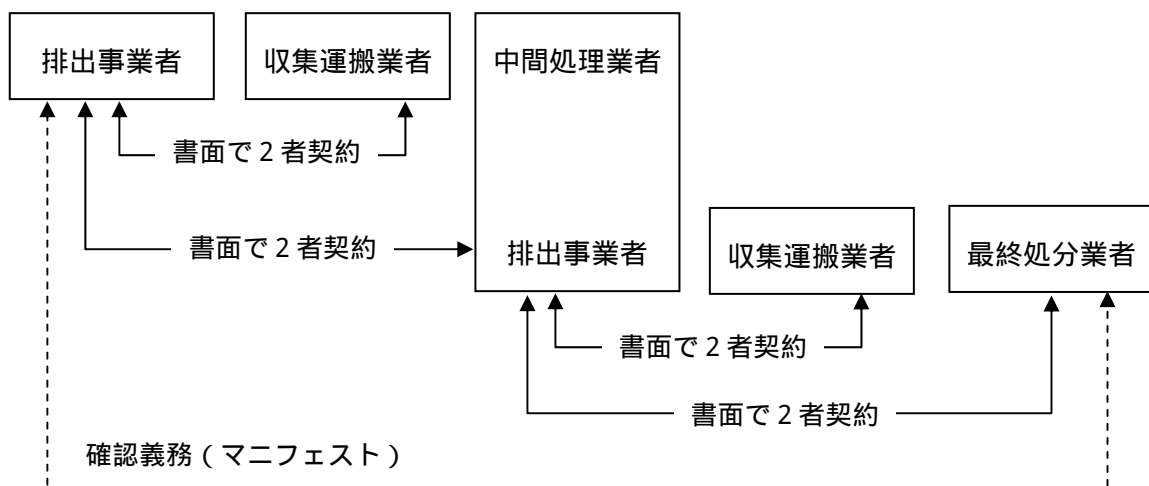 排出事業者
収集運搬業者
中間処理業者
書面で2者契約
書面で2者契約
排出事業者
収集運搬業者
最終処分業者
書面で2者契約
書面で2者契約
確認義務(マニフェスト)